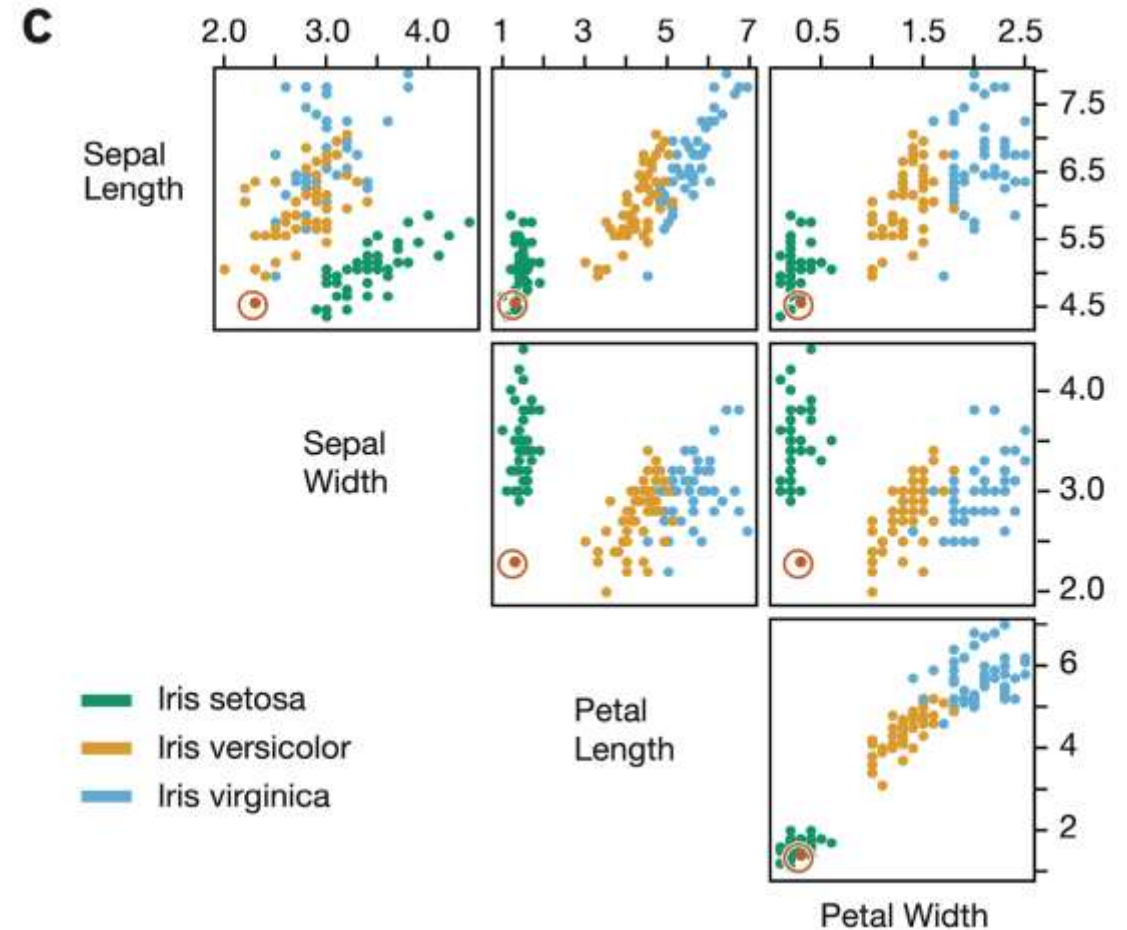 C
2.0 3.0 4.0 1 3 5 7 0.5 1.5 2.5
7.5
Sepal
Length
6.5
5.5
4.5
4.0
Sepal
Width
3.0
2.0
6
Iris setosa
Petal
Length
Iris versicolor
4
Iris virginica
2
Petal Width